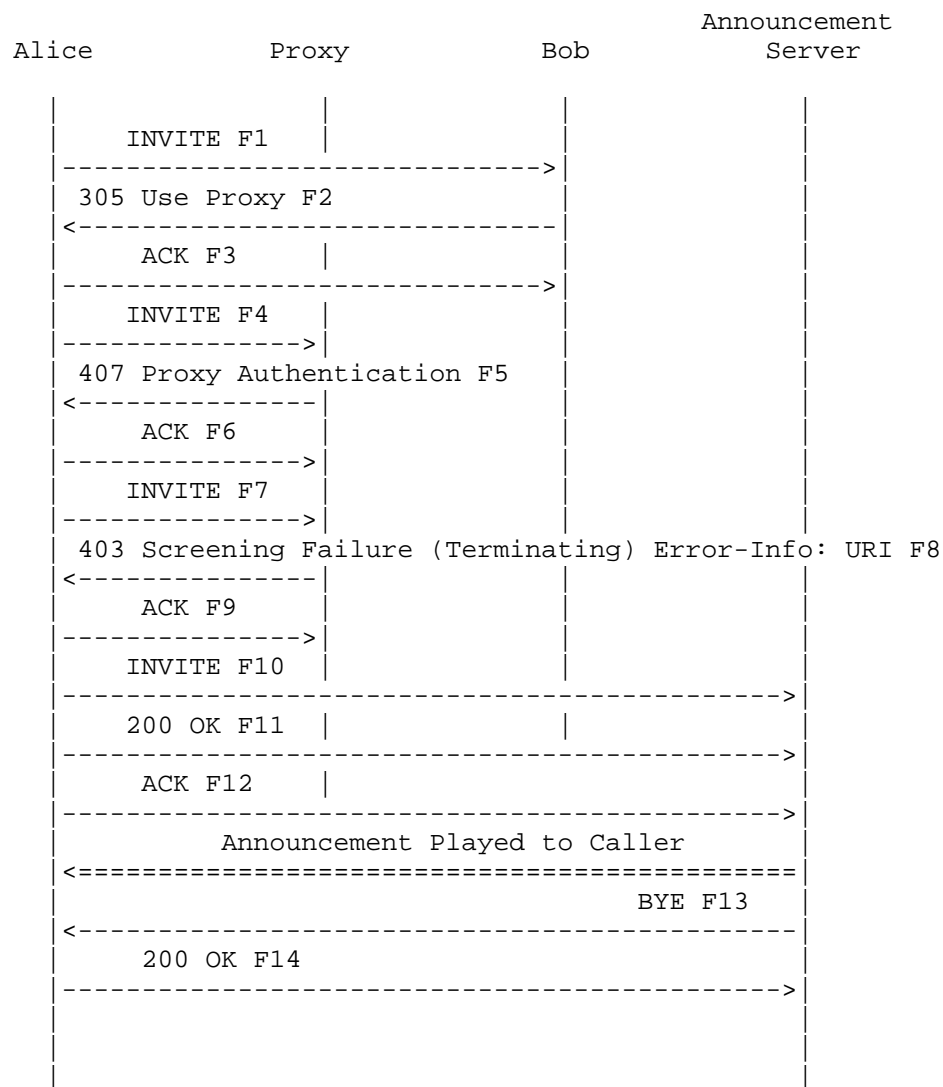 Announcement
Alice Proxy Bob Server
INVITE F1
305 Use Proxy F2
ACK F3
INVITE F4
407 Proxy Authentication F5
ACK F6
INVITE F7
403 Screening Failure (Terminating) Error-Info: URI F8
ACK F9
INVITE F10
200 OK F11
ACK F12
Announcement Played to Caller
BYE F13
200 OK F14